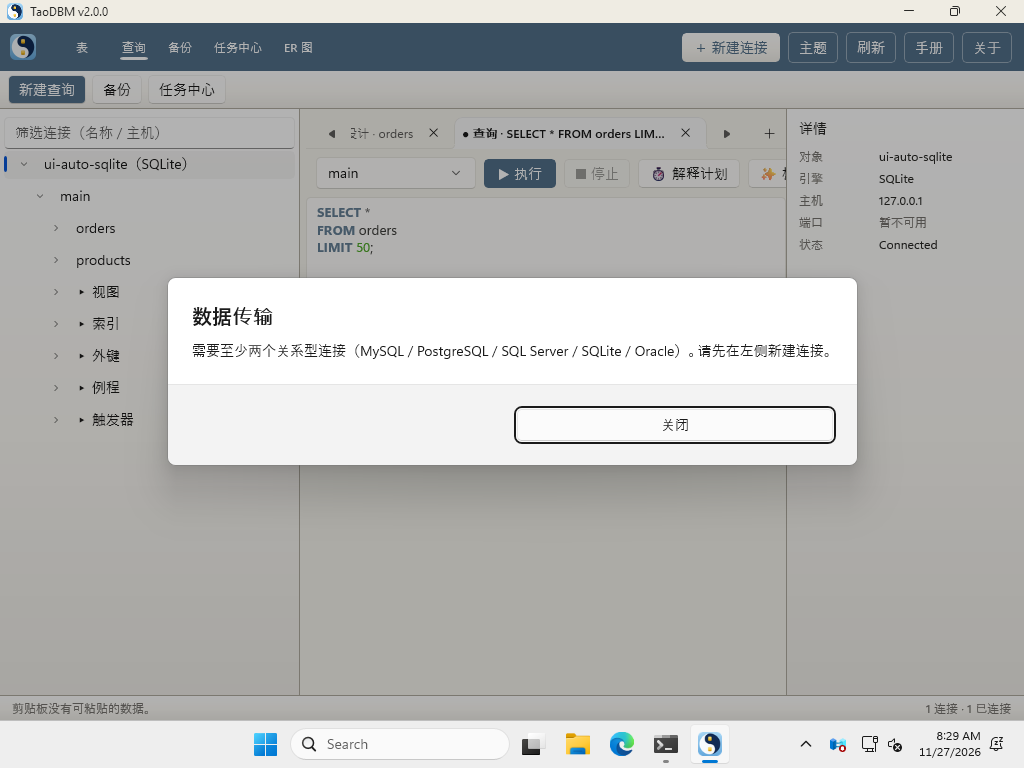 TaoDBM v2.0.0
表 查询 备份 任务中心 ER 图 + 新建连接 主题 刷新 手册 关于
新建查询 备份 任务中心
筛选连接（名称 / 主机）
ui-auto-sqlite（SQLite）
main
orders
products
视图
索引
外键
例程
触发器
· orders
● 查询 · SELECT * FROM orders LIM...
main
执行
停止
解释计划
SELECT *
FROM orders
LIMIT 50;
详情
对象 ui-auto-sqlite
引擎 SQLite
主机 127.0.0.1
端口 暂不可用
状态 Connected
数据传输
需要至少两个关系型连接（MySQL / PostgreSQL / SQL Server / SQLite / Oracle）。请先在左侧新建连接。
关闭
剪贴板没有可粘贴的数据。
1 连接 · 1 已连接
Search
8:29 AM
11/27/2026